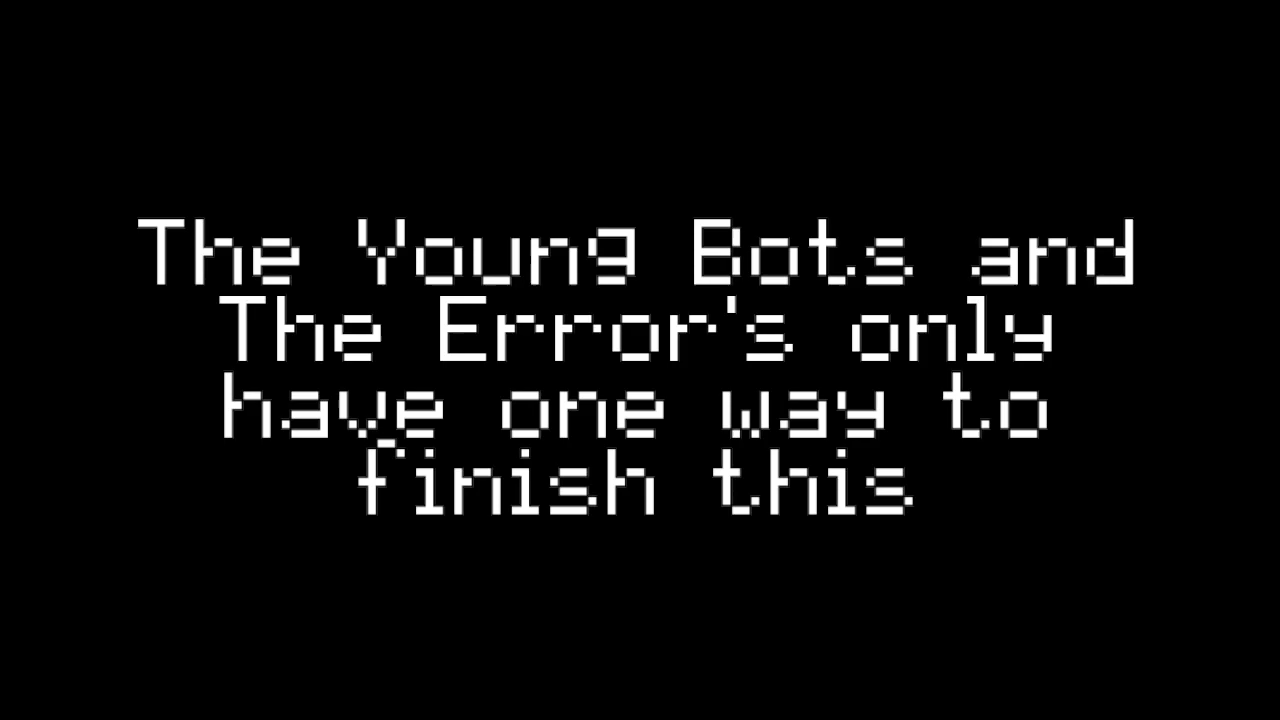 The Young Bots and
The Error's only
have one way to
finish this